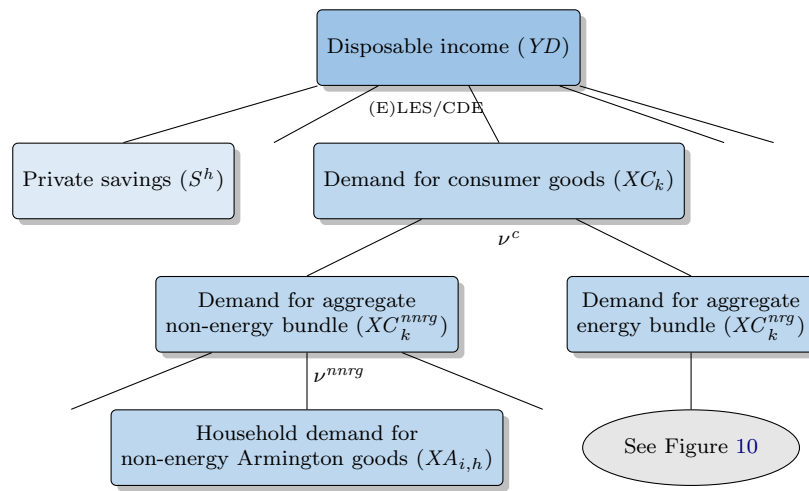 Disposable income (YD)
(E)LES/CDE
Private savings (S^h)
Demand for consumer goods (XC_k)
ν^c
Demand for aggregate
non-energy bundle (XC_k^{nnrg})
Demand for aggregate
energy bundle (XC_k^{nrg})
ν^{nnrg}
Household demand for
non-energy Armington goods (XA_{i,h})
See Figure 10